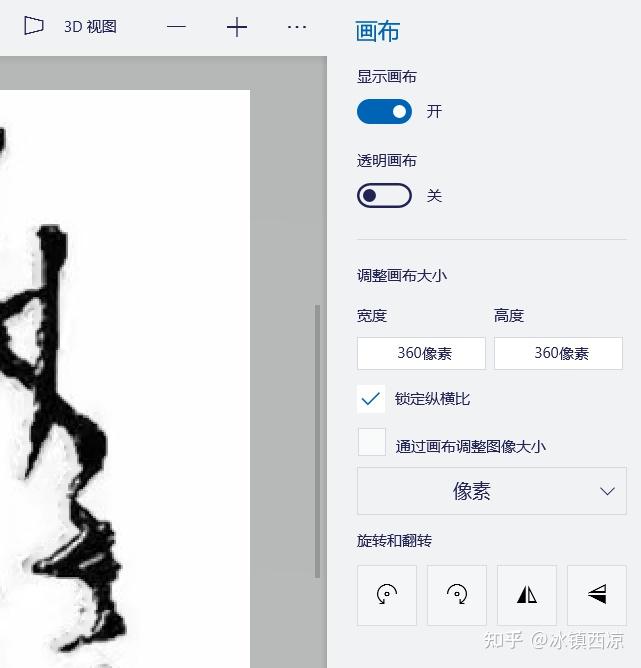 3D 视图
画布
显示画布
开
透明画布
关
调整画布大小
宽度 高度
360像素 360像素
锁定纵横比
通过画布调整图像大小
像素
旋转和翻转
知乎 @冰镇西凉